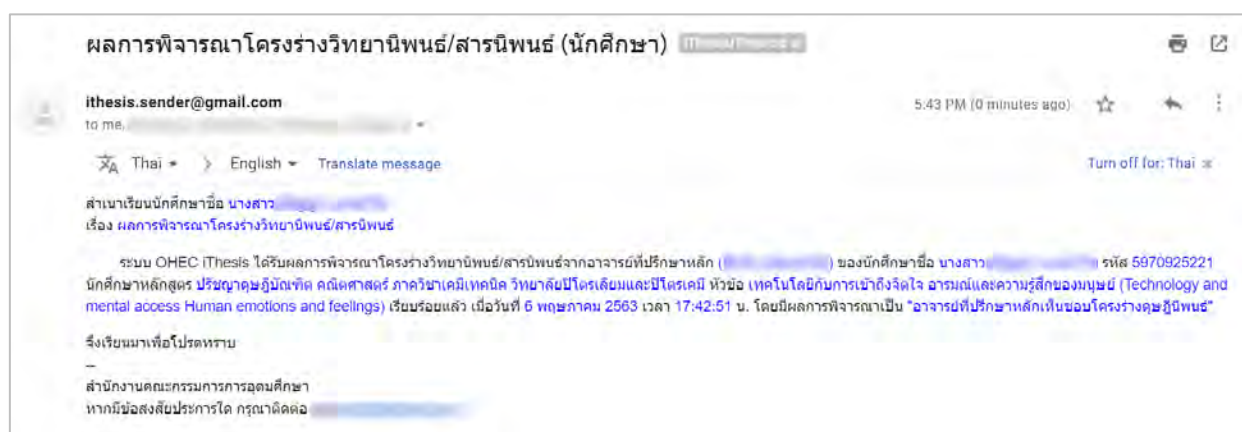 ผลการพิจารณาโครงร่างวิทยานิพนธ์/สารนิพนธ์ (นักศึกษา)
ithesis.sender@gmail.com
5:43 PM (0 minutes ago)
to me,
Thai > English Translate message
Turn off for: Thai ×
สำเนาเรียนนักศึกษาชื่อ นางสาว
เรื่อง ผลการพิจารณาโครงร่างวิทยานิพนธ์/สารนิพนธ์
ระบบ OHEC iThesis ได้รับผลการพิจารณาโครงร่างวิทยานิพนธ์/สารนิพนธ์จากอาจารย์ที่ปรึกษาหลัก ( ) ของนักศึกษาชื่อ นางสาว รหัส 5970925221
นักศึกษาหลักสูตร ปรัชญาดุษฎีบัณฑิต คณิตศาสตร์ ภาควิชาเคมีเทคนิค วิทยาลัยปิโตรเลียมและปิโตรเคมี หัวข้อ เทคโนโลยีกับการเข้าถึงจิตใจ อารมณ์และความรู้สึกของมนุษย์ (Technology and
mental access Human emotions and feelings) เรียบร้อยแล้ว เมื่อวันที่ 6 พฤษภาคม 2563 เวลา 17:42:51 น. โดยมีผลการพิจารณาเป็น "อาจารย์ที่ปรึกษาหลักเห็นชอบโครงร่างดุษฎีนิพนธ์"
จึงเรียนมาเพื่อโปรดทราบ
--
สำนักงานคณะกรรมการการอุดมศึกษา
หากมีข้อสงสัยประการใด กรุณาติดต่อ